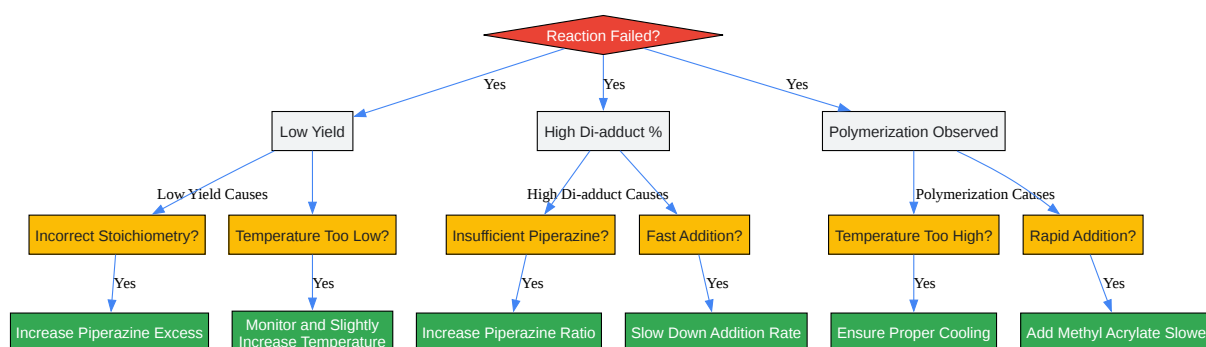 Reaction Failed?
Yes
Yes
Yes
Low Yield
High Di-adduct %
Polymerization Observed
Low Yield Causes
High Di-adduct Causes
Polymerization Causes
Incorrect Stoichiometry?
Temperature Too Low?
Insufficient Piperazine?
Fast Addition?
Temperature Too High?
Rapid Addition?
Yes
Yes
Yes
Yes
Yes
Yes
Increase Piperazine Excess
Monitor and Slightly
Increase Temperature
Increase Piperazine Ratio
Slow Down Addition Rate
Ensure Proper Cooling
Add Methyl Acrylate Slowe